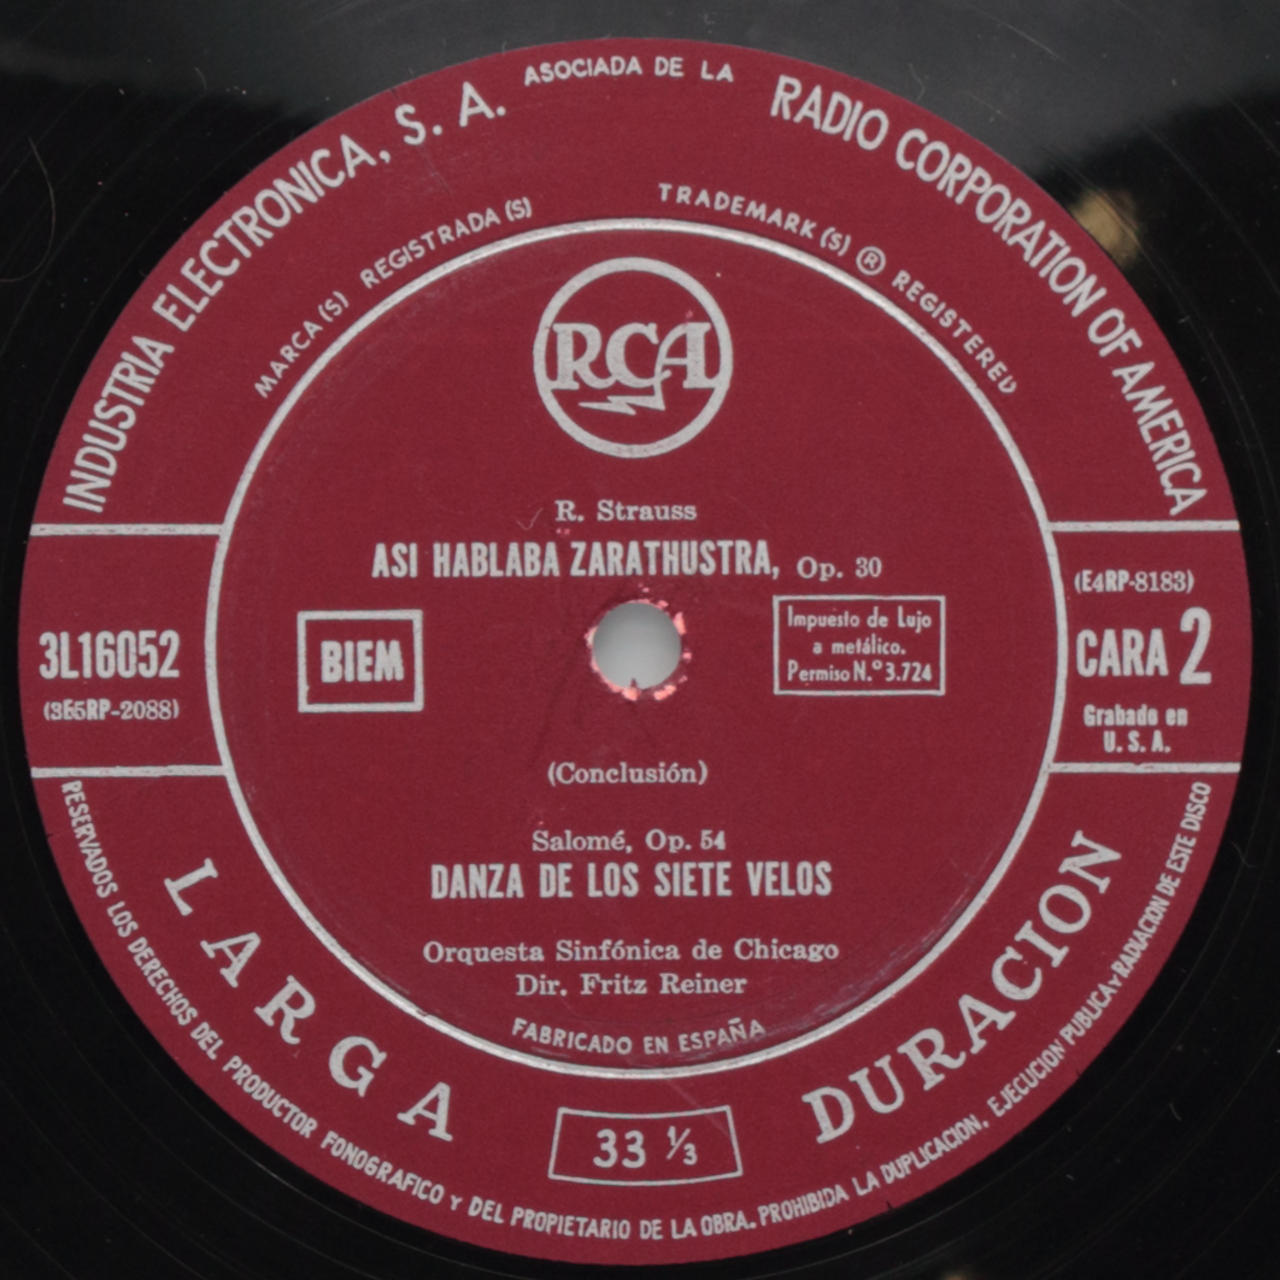 INDUSTRIA ELECTRONICA, S. A. ASOCIADA DE LA RADIO CORPORATION OF AMERICA
MARCA(S) REGISTRADA (S) TRADEMARK (S) ® REGISTERED
RCA
R. Strauss
ASI HABLABA ZARATHUSTRA, Op. 30
3L16052
(3E5RP-2088)
BIEM
Impuesto de Lujo
a metálico.
Permiso N.º 3.724
(E4RP-8183)
CARA 2
Grabado en
U. S. A.
(Conclusión)
Salomé, Op. 54
DANZA DE LOS SIETE VELOS
Orquesta Sinfónica de Chicago
Dir. Fritz Reiner
FABRICADO EN ESPAÑA
LARGA DURACION
33 ⅓
RESERVADOS LOS DERECHOS DEL PRODUCTOR FONOGRAFICO Y DEL PROPIETARIO DE LA OBRA. PROHIBIDA LA DUPLICACION, EJECUCION PUBLICA Y RADIACION DE ESTE DISCO